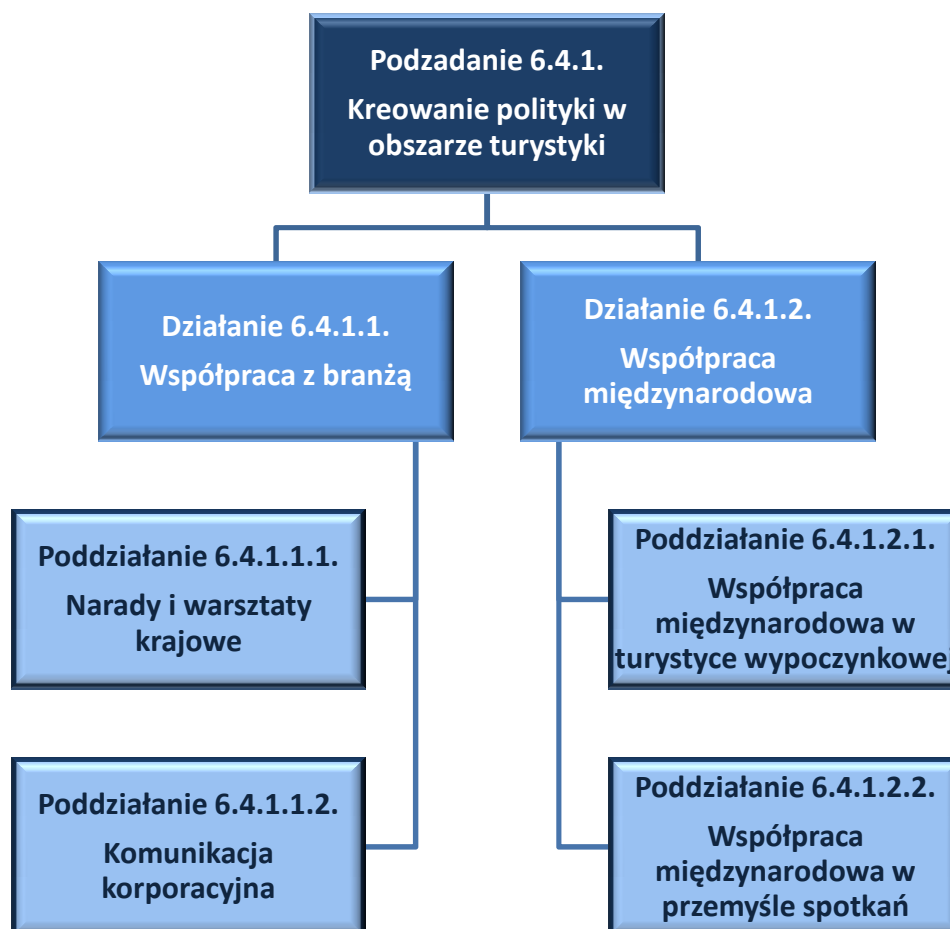 Podzadanie 6.4.1.
Kreowanie polityki w
obszarze turystyki
Działanie 6.4.1.1.
Współpraca z branżą
Działanie 6.4.1.2.
Współpraca
międzynarodowa
Poddziałanie 6.4.1.1.1.
Narady i warsztaty
krajowe
Poddziałanie 6.4.1.2.1.
Współpraca
międzynarodowa w
turystyce wypoczynkowej
Poddziałanie 6.4.1.1.2.
Komunikacja
korporacyjna
Poddziałanie 6.4.1.2.2.
Współpraca
międzynarodowa w
przemyśle spotkań